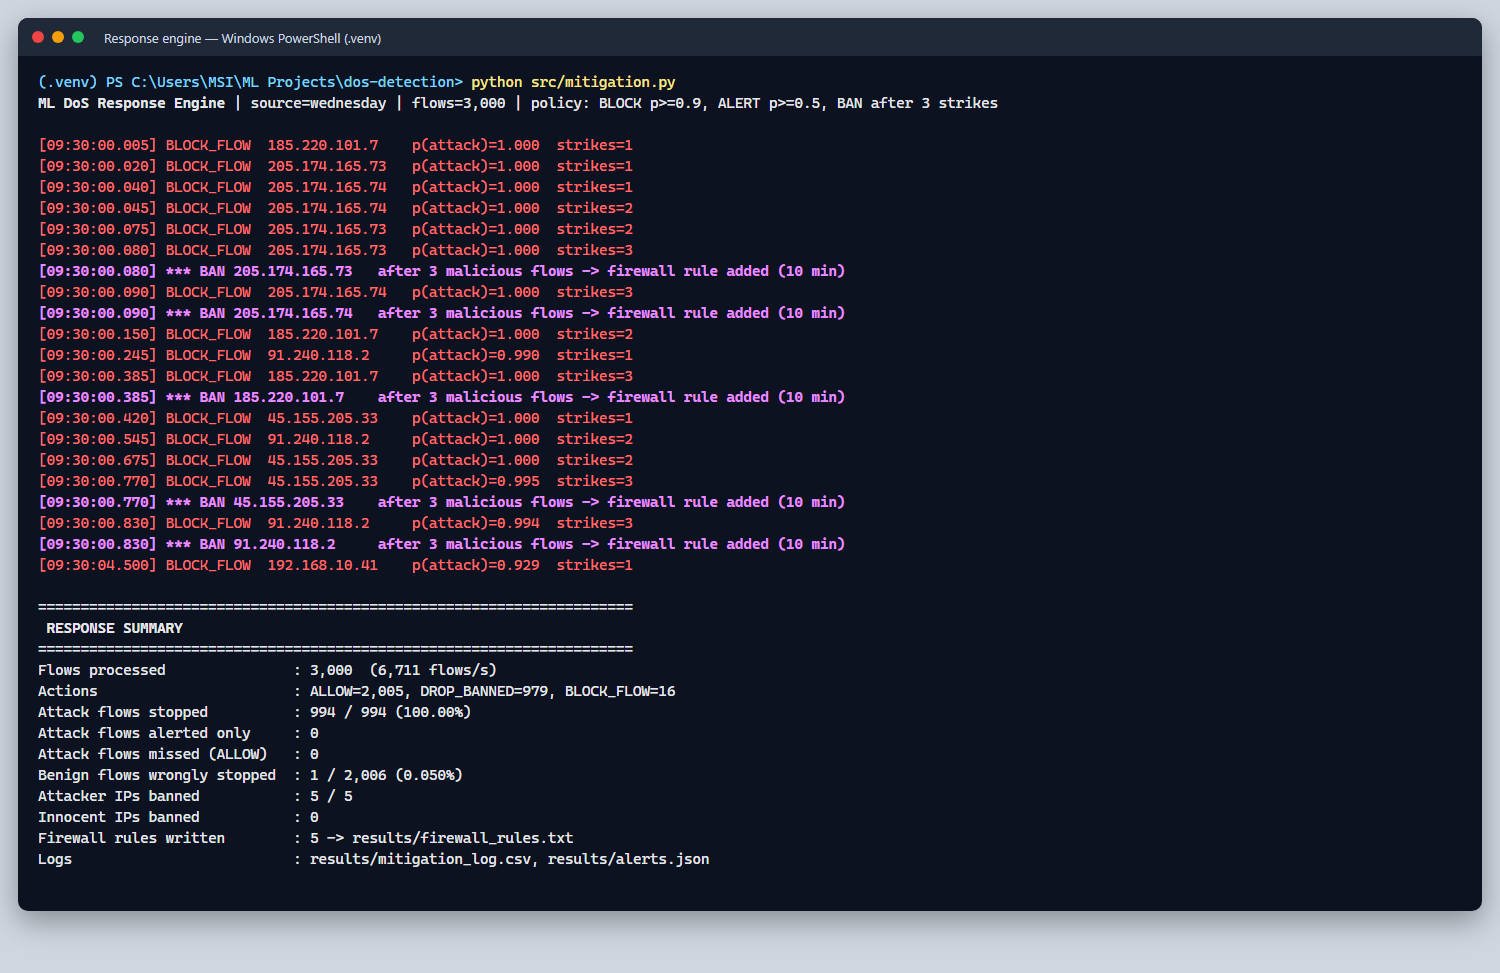 Response engine — Windows PowerShell (.venv)
(.venv) PS C:\Users\MSI\ML Projects\dos-detection> python src/mitigation.py
ML DoS Response Engine | source=wednesday | flows=3,000 | policy: BLOCK p>=0.9, ALERT p>=0.5, BAN after 3 strikes
[09:30:00.005] BLOCK_FLOW  185.220.101.7    p(attack)=1.000  strikes=1
[09:30:00.020] BLOCK_FLOW  205.174.165.73   p(attack)=1.000  strikes=1
[09:30:00.040] BLOCK_FLOW  205.174.165.74   p(attack)=1.000  strikes=1
[09:30:00.045] BLOCK_FLOW  205.174.165.74   p(attack)=1.000  strikes=2
[09:30:00.075] BLOCK_FLOW  205.174.165.73   p(attack)=1.000  strikes=2
[09:30:00.080] BLOCK_FLOW  205.174.165.73   p(attack)=1.000  strikes=3
[09:30:00.080] *** BAN 205.174.165.73   after 3 malicious flows -> firewall rule added (10 min)
[09:30:00.090] BLOCK_FLOW  205.174.165.74   p(attack)=1.000  strikes=3
[09:30:00.090] *** BAN 205.174.165.74   after 3 malicious flows -> firewall rule added (10 min)
[09:30:00.150] BLOCK_FLOW  185.220.101.7    p(attack)=1.000  strikes=2
[09:30:00.245] BLOCK_FLOW  91.240.118.2     p(attack)=0.990  strikes=1
[09:30:00.385] BLOCK_FLOW  185.220.101.7    p(attack)=1.000  strikes=3
[09:30:00.385] *** BAN 185.220.101.7    after 3 malicious flows -> firewall rule added (10 min)
[09:30:00.420] BLOCK_FLOW  45.155.205.33    p(attack)=1.000  strikes=1
[09:30:00.545] BLOCK_FLOW  91.240.118.2     p(attack)=1.000  strikes=2
[09:30:00.675] BLOCK_FLOW  45.155.205.33    p(attack)=1.000  strikes=2
[09:30:00.770] BLOCK_FLOW  45.155.205.33    p(attack)=0.995  strikes=3
[09:30:00.770] *** BAN 45.155.205.33    after 3 malicious flows -> firewall rule added (10 min)
[09:30:00.830] BLOCK_FLOW  91.240.118.2     p(attack)=0.994  strikes=3
[09:30:00.830] *** BAN 91.240.118.2     after 3 malicious flows -> firewall rule added (10 min)
[09:30:04.500] BLOCK_FLOW  192.168.10.41    p(attack)=0.929  strikes=1
======================================================================
RESPONSE SUMMARY
======================================================================
Flows processed               : 3,000  (6,711 flows/s)
Actions                       : ALLOW=2,005, DROP_BANNED=979, BLOCK_FLOW=16
Attack flows stopped          : 994 / 994 (100.00%)
Attack flows alerted only     : 0
Attack flows missed (ALLOW)   : 0
Benign flows wrongly stopped  : 1 / 2,006 (0.050%)
Attacker IPs banned           : 5 / 5
Innocent IPs banned           : 0
Firewall rules written        : 5 -> results/firewall_rules.txt
Logs                          : results/mitigation_log.csv, results/alerts.json